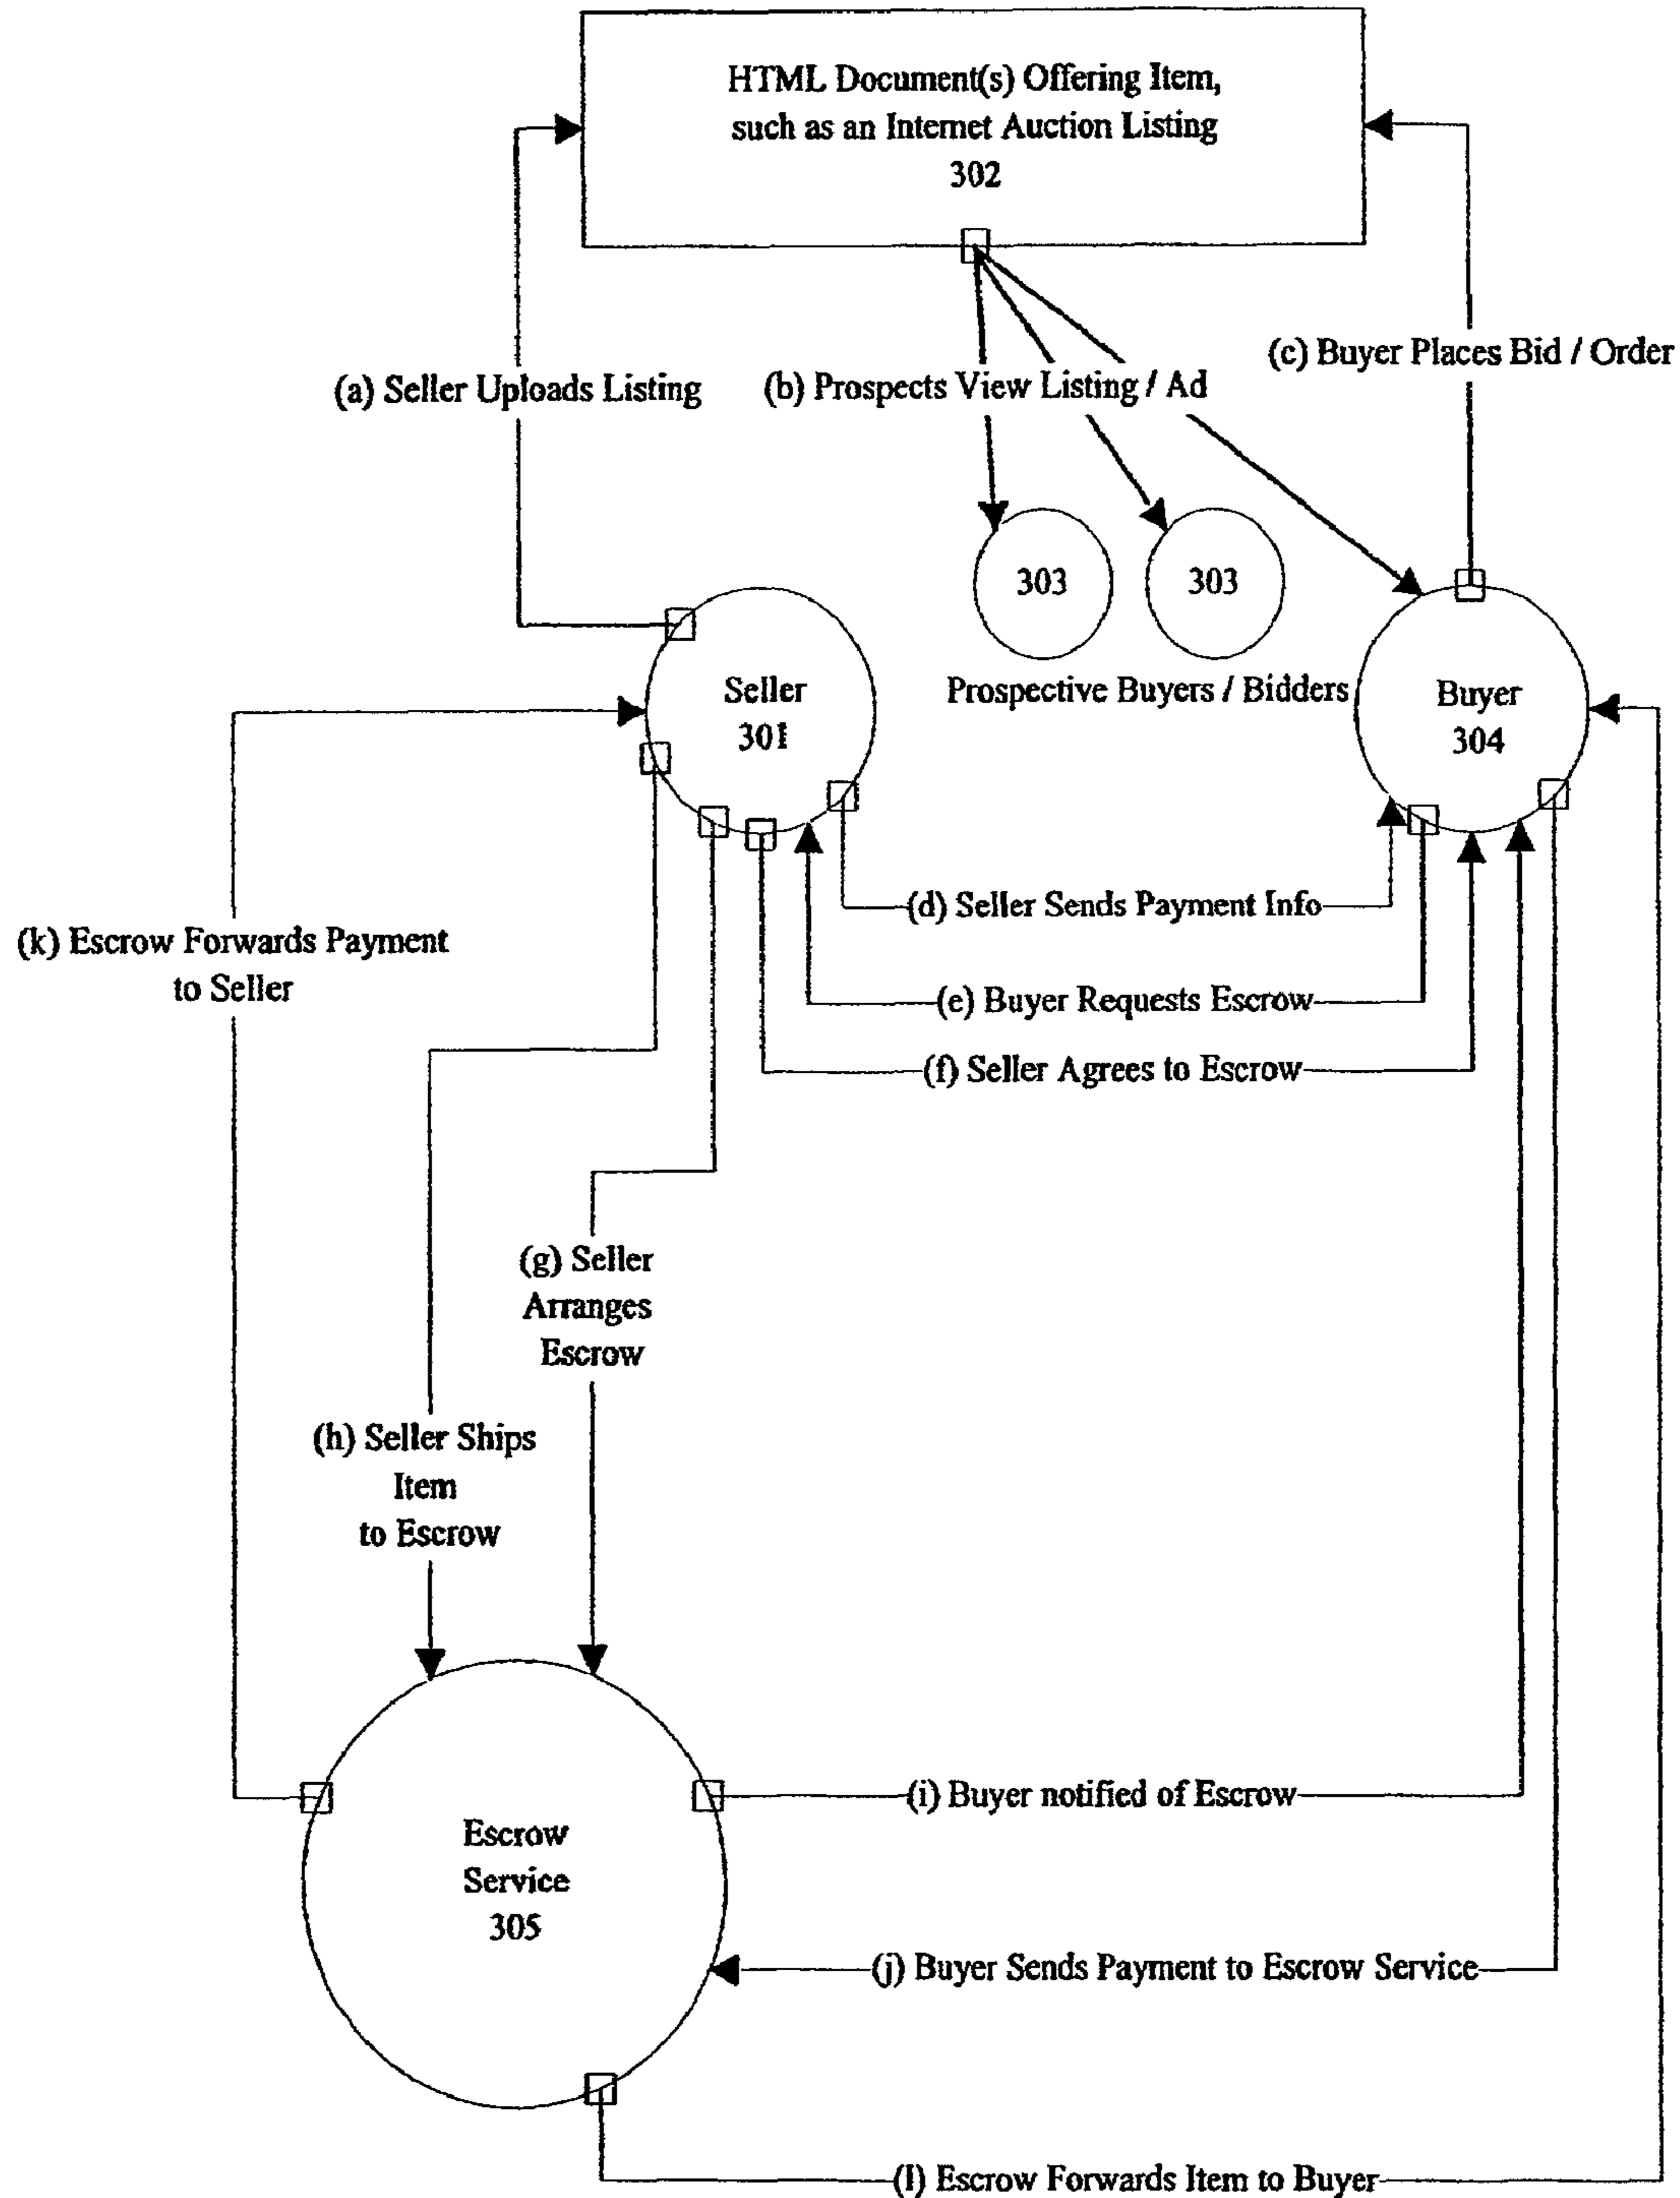 HTML Document(s) Offering Item,
such as an Internet Auction Listing
302
(c) Buyer Places Bid / Order
(a) Seller Uploads Listing
(b) Prospects View Listing / Ad
303
303
Seller
301
Prospective Buyers / Bidders
Buyer
304
(d) Seller Sends Payment Info
(k) Escrow Forwards Payment
to Seller
(e) Buyer Requests Escrow
(f) Seller Agrees to Escrow
(g) Seller
Arranges
Escrow
(h) Seller Ships
Item
to Escrow
(i) Buyer notified of Escrow
Escrow
Service
305
(j) Buyer Sends Payment to Escrow Service
(l) Escrow Forwards Item to Buyer